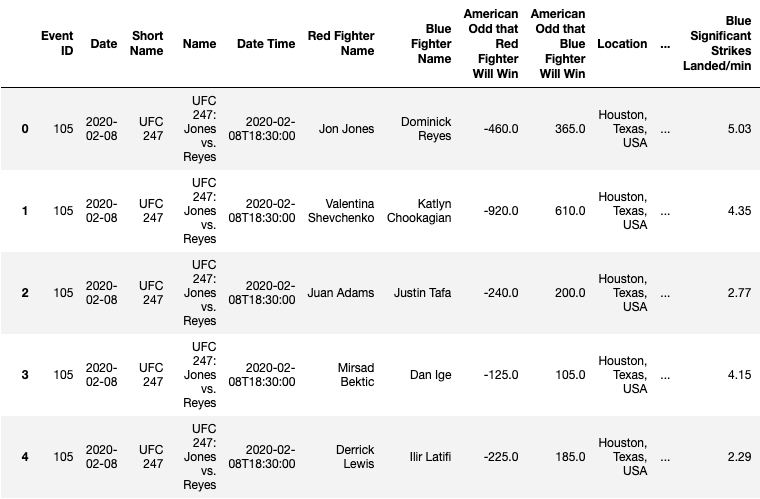 Event ID Date Short Name Name Date Time Red Fighter Name Blue Fighter Name American Odd that Red Fighter Will Win American Odd that Blue Fighter Will Win Location ... Blue Significant Strikes Landed/min
0 105 2020-02-08 UFC 247 UFC 247: Jones vs. Reyes 2020-02-08T18:30:00 Jon Jones Dominick Reyes -460.0 365.0 Houston, Texas, USA ... 5.03
1 105 2020-02-08 UFC 247 UFC 247: Jones vs. Reyes 2020-02-08T18:30:00 Valentina Shevchenko Katlyn Chookagian -920.0 610.0 Houston, Texas, USA ... 4.35
2 105 2020-02-08 UFC 247 UFC 247: Jones vs. Reyes 2020-02-08T18:30:00 Juan Adams Justin Tafa -240.0 200.0 Houston, Texas, USA ... 2.77
3 105 2020-02-08 UFC 247 UFC 247: Jones vs. Reyes 2020-02-08T18:30:00 Mirsad Bektic Dan Ige -125.0 105.0 Houston, Texas, USA ... 4.15
4 105 2020-02-08 UFC 247 UFC 247: Jones vs. Reyes 2020-02-08T18:30:00 Derrick Lewis Ilir Latifi -225.0 185.0 Houston, Texas, USA ... 2.29